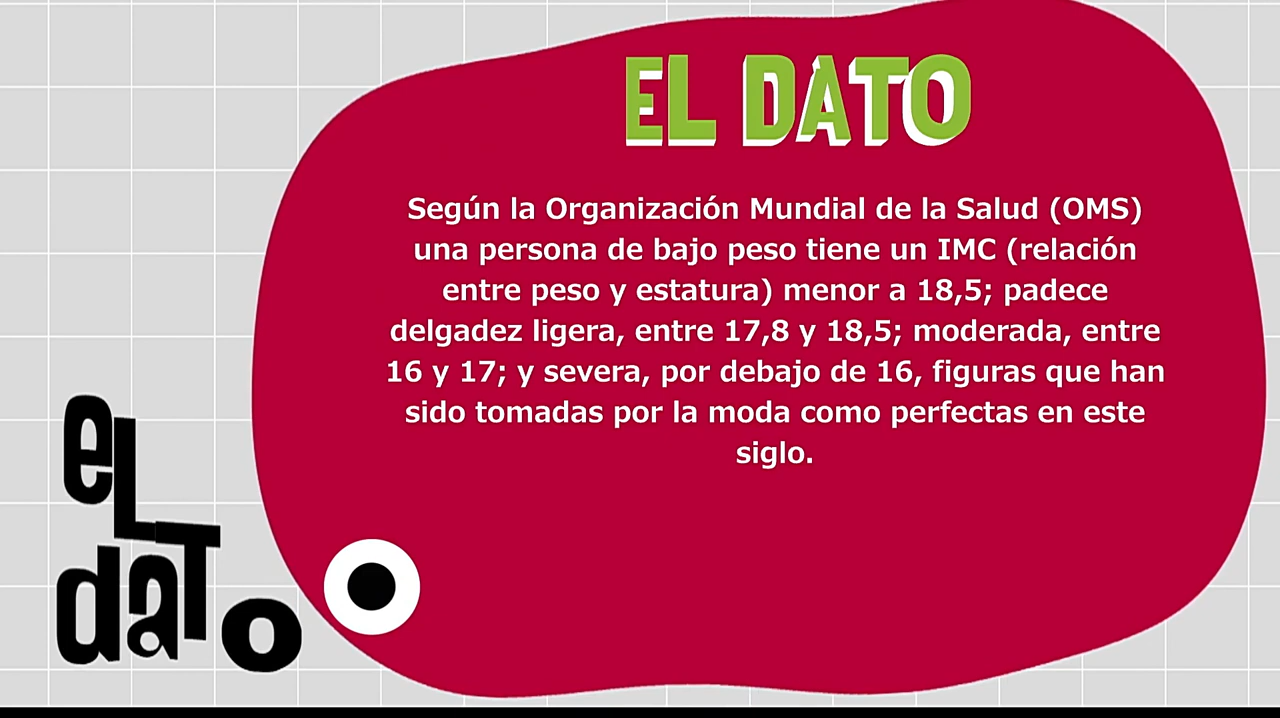 EL DATO
Según la Organización Mundial de la Salud (OMS)
una persona de bajo peso tiene un IMC (relación
entre peso y estatura) menor a 18,5; padece
delgadez ligera, entre 17,8 y 18,5; moderada, entre
16 y 17; y severa, por debajo de 16, figuras que han
sido tomadas por la moda como perfectas en este
siglo.
eL
daTo